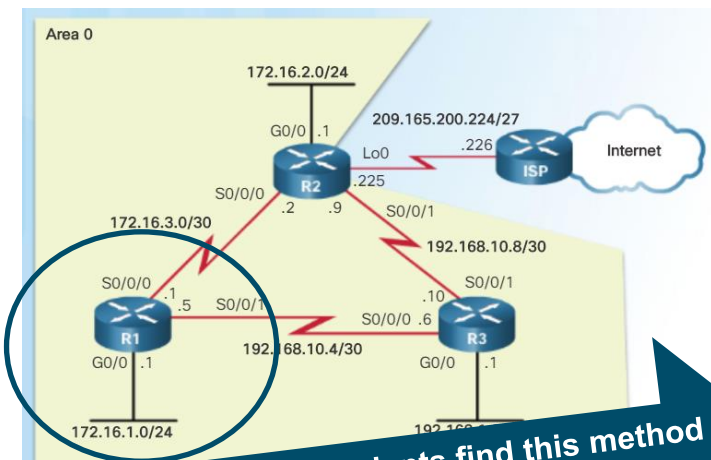 Area 0
172.16.2.0/24
209.165.200.224/27
G0/0 .1
Lo0
.226
Internet
R2
.225
ISP
S0/0/0
.2
.9
S0/0/1
172.16.3.0/30
192.168.10.8/30
S0/0/0
.1
S0/0/1
.10
.5
S0/0/1
S0/0/0 .6
R1
R3
192.168.10.4/30
G0/0 .1
G0/0 .1
172.16.1.0/24
find this method